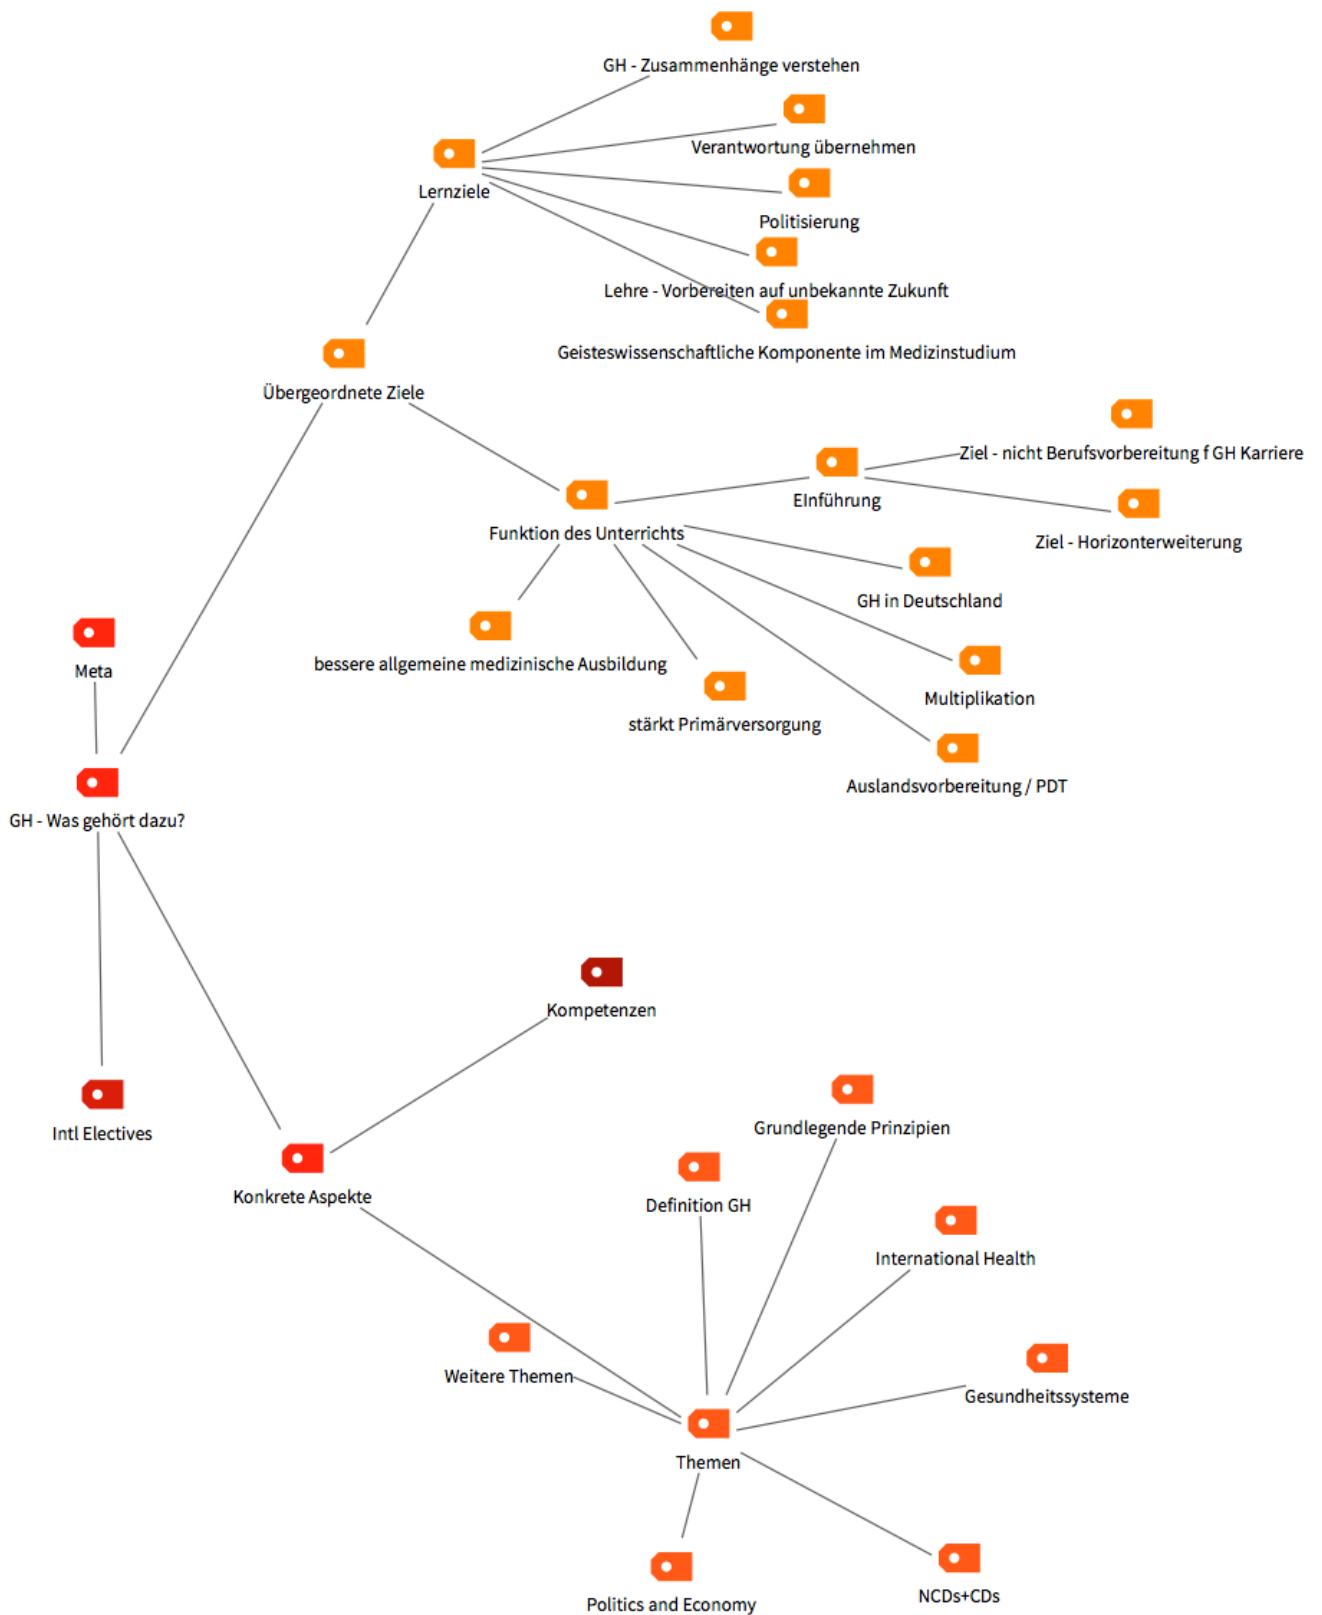 GH - Zusammenhänge verstehen
Verantwortung übernehmen
Lernziele
Politisierung
Lehre - Vorbereiten auf unbekannte Zukunft
Geisteswissenschaftliche Komponente im Medizinstudium
Übergeordnete Ziele
Ziel - nicht Berufsvorbereitung f GH Karriere
EInführung
Funktion des Unterrichts
Ziel - Horizonterweiterung
GH in Deutschland
bessere allgemeine medizinische Ausbildung
Meta
Multiplikation
stärkt Primärversorgung
Auslandsvorbereitung / PDT
GH - Was gehört dazu?
Kompetenzen
Grundlegende Prinzipien
Intl Electives
Konkrete Aspekte
Definition GH
International Health
Weitere Themen
Gesundheitssysteme
Themen
NCDs+CDs
Politics and Economy